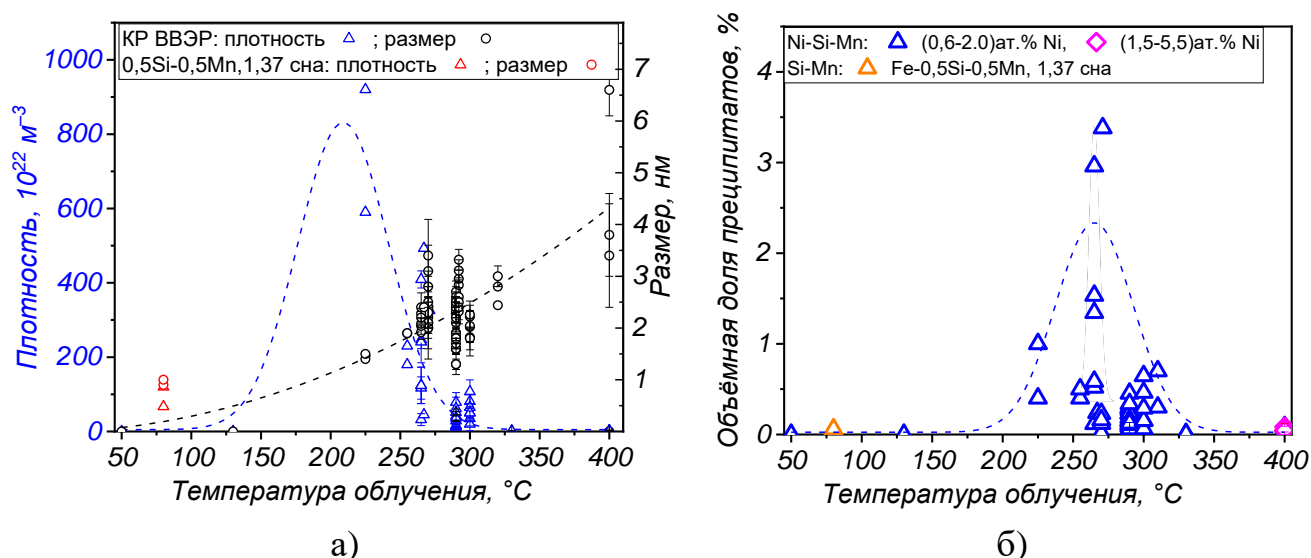 КР ВВЭР: плотность △ ; размер ○
0,5Si-0,5Mn,1,37 сна: плотность △ ; размер ○
Плотность, 10²² м⁻³
1000
800
600
400
200
0
Размер, нм
7
6
5
4
3
2
1
50 100 150 200 250 300 350 400
Температура облучения, °C
а)
Ni-Si-Mn: △ (0,6-2.0)ат.% Ni, ◇ (1,5-5,5)ат.% Ni
Si-Mn: △ Fe-0,5Si-0,5Mn, 1,37 сна
Объёмная доля преципитатов, %
4
3
2
1
0
50 100 150 200 250 300 350 400
Температура облучения, °C
б)